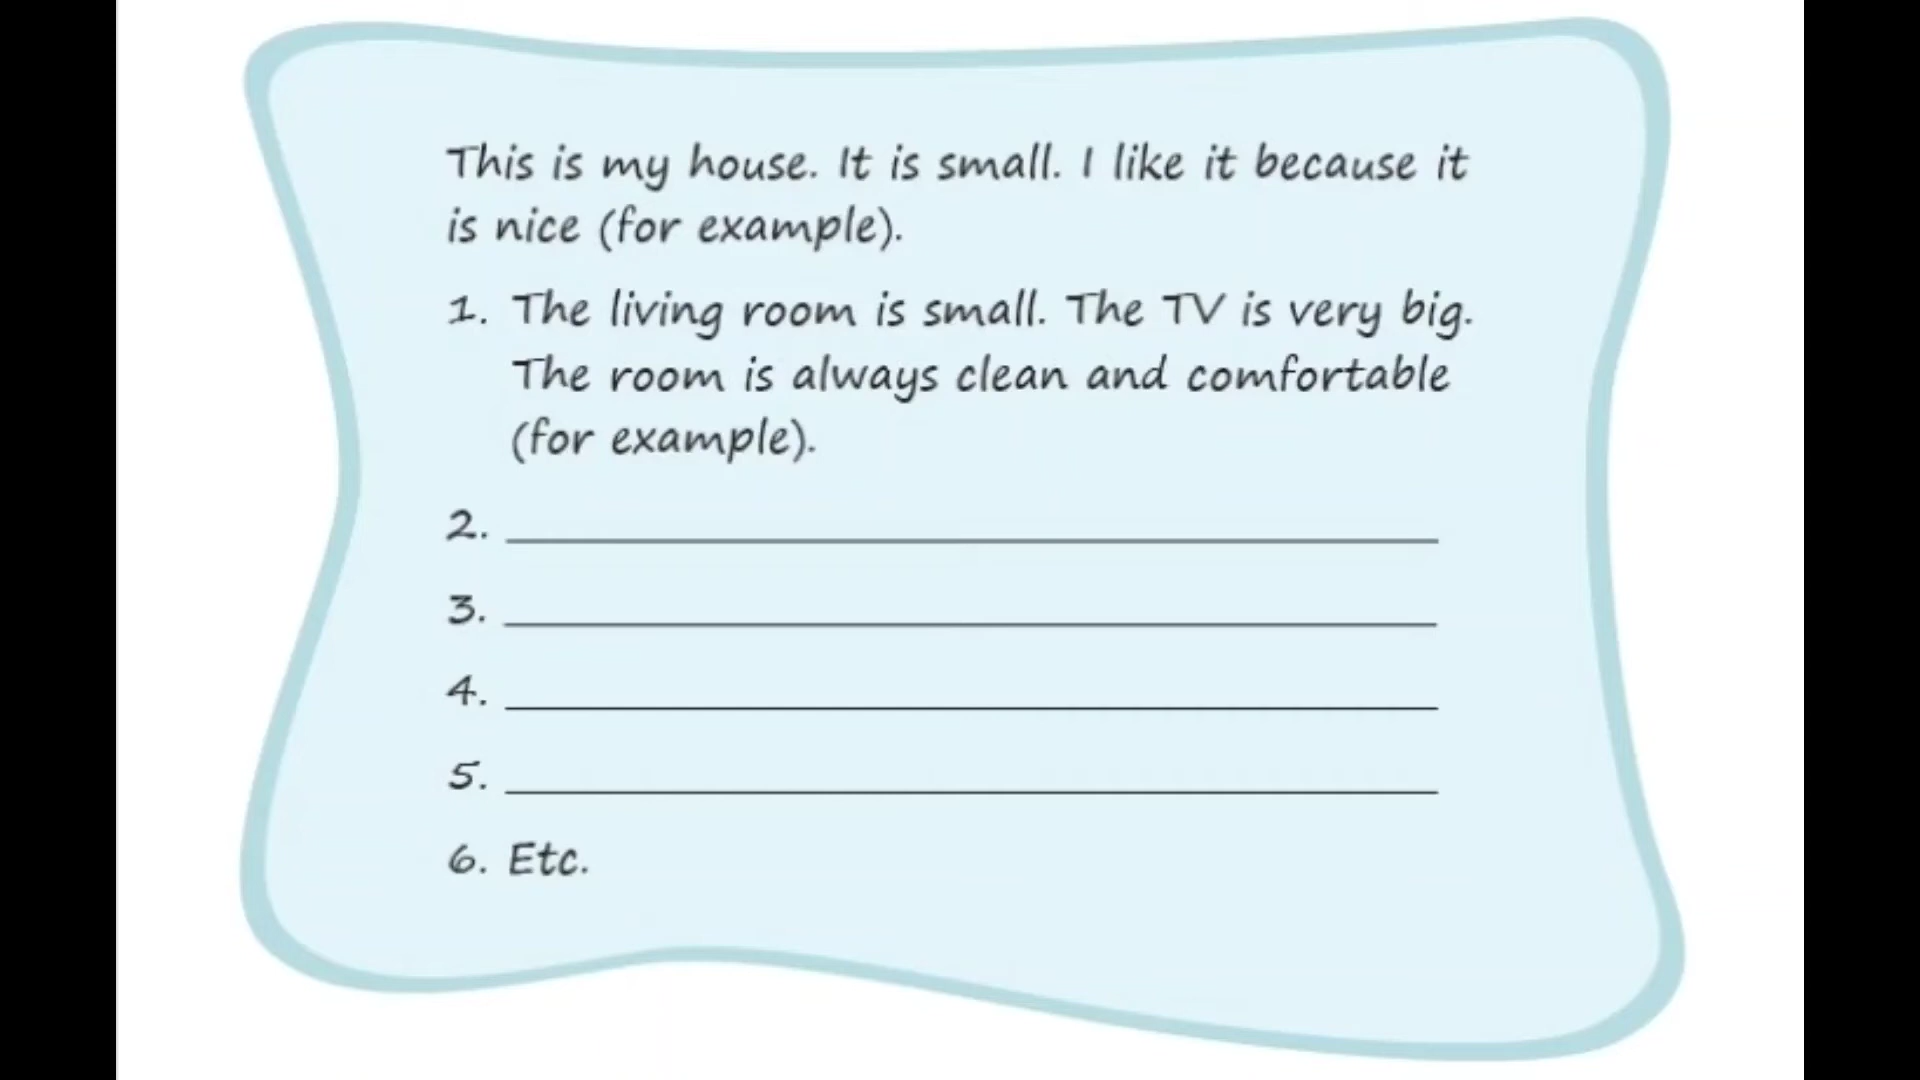 This is my house. It is small. I like it because it
is nice (for example).
1. The living room is small. The TV is very big.
The room is always clean and comfortable
(for example).
2.
3.
4.
5.
6. Etc.